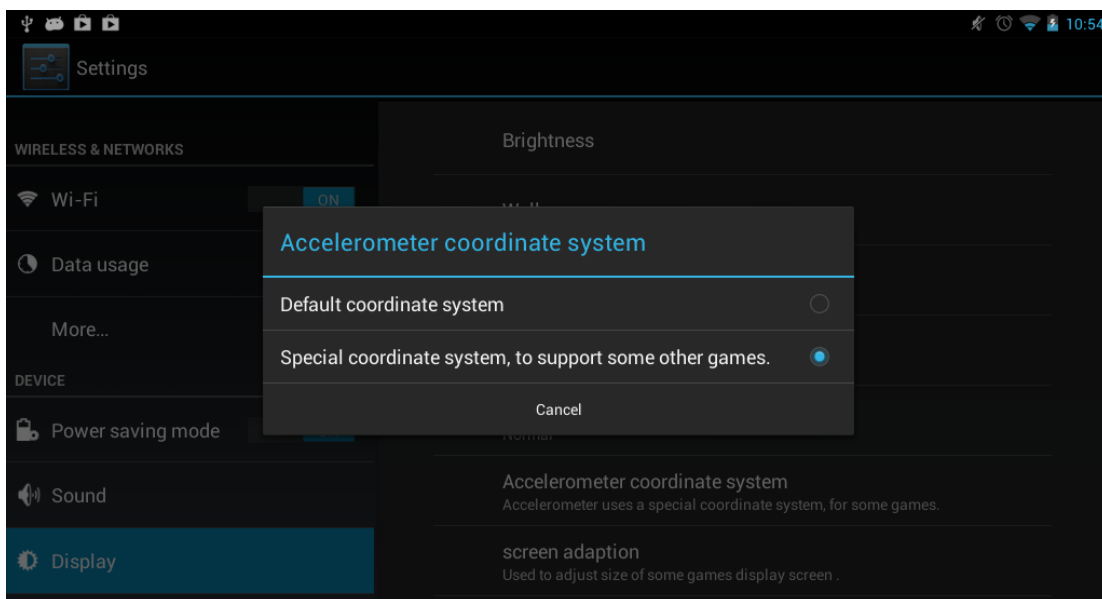 10:54
Settings
WIRELESS & NETWORKS
Wi-Fi
ON
Data usage
More...
DEVICE
Power saving mode
Sound
Display
Brightness
Accelerometer coordinate system
Default coordinate system
Special coordinate system, to support some other games.
Cancel
Normal
Accelerometer coordinate system
Accelerometer uses a special coordinate system, for some games.
screen adaption
Used to adjust size of some games display screen .